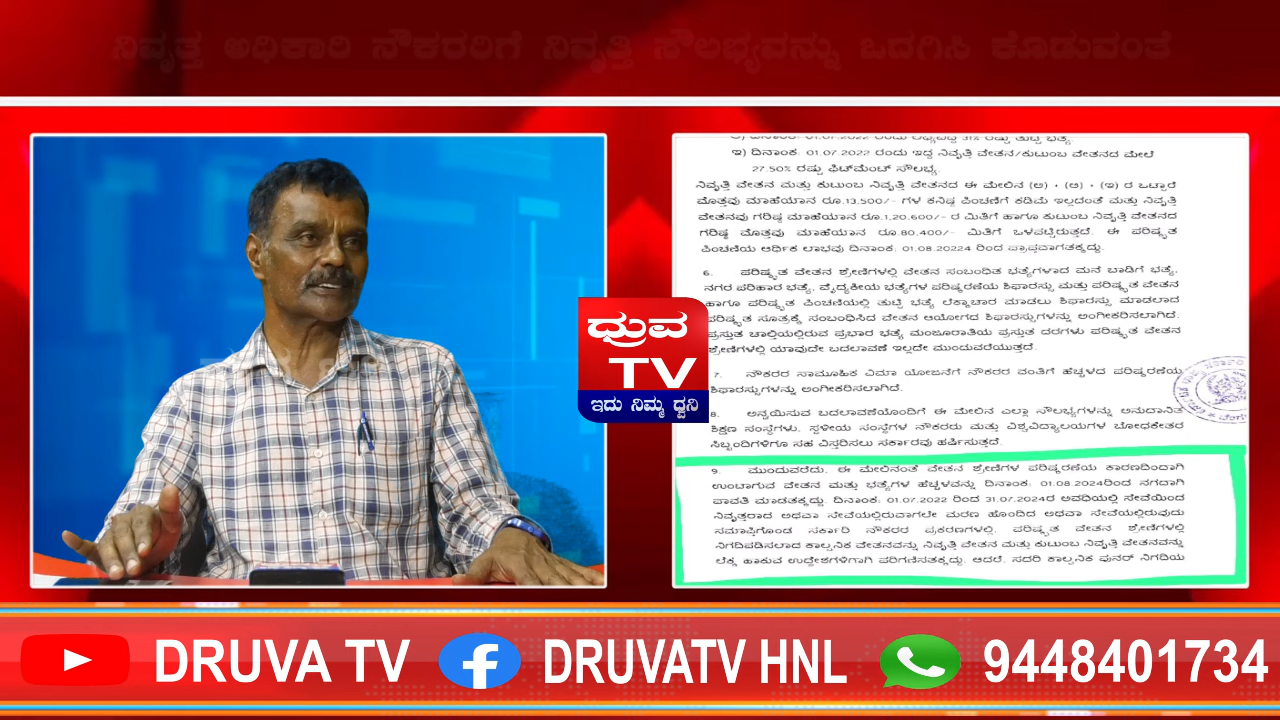 ನಿವೃತ್ತ ಅಧಿಕಾರಿ ನೌಕರರಿಗೆ ನಿವೃತ್ತಿ ಸೌಲಭ್ಯವನ್ನು ಒದಗಿಸಿ ಕೊಡುವಂತೆ
ದಿನಾಂಕ: 01.07.2022 ರಂದು ಲಭ್ಯವಿದ್ದ 31% ರಷ್ಟು ತುಟ್ಟಿ ಭತ್ಯೆ
ಇ) ದಿನಾಂಕ: 01.07.2022 ರಂದು ಇದ್ದ ನಿವೃತ್ತಿ ವೇತನ/ಕುಟುಂಬ ವೇತನದ ಮೇಲೆ
27.50% ರಷ್ಟು ಫಿಟ್‌ಮೆಂಟ್ ಸೌಲಭ್ಯ.
ನಿವೃತ್ತಿ ವೇತನ ಮತ್ತು ಕುಟುಂಬ ನಿವೃತ್ತಿ ವೇತನದ ಈ ಮೇಲಿನ (ಅ) + (ಆ) + (ಇ) ರ ಒಟ್ಟಾರೆ
ಮೊತ್ತವು ಮಾಹೆಯಾನ ರೂ.13,500/- ಗಳ ಕನಿಷ್ಠ ಪಿಂಚಣಿಗೆ ಕಡಿಮೆ ಇಲ್ಲದಂತೆ ಮತ್ತು ನಿವೃತ್ತಿ
ವೇತನವು ಗರಿಷ್ಠ ಮಾಹೆಯಾನ ರೂ.1,20,600/- ರ ಮಿತಿಗೆ ಹಾಗೂ ಕುಟುಂಬ ನಿವೃತ್ತಿ ವೇತನದ
ಗರಿಷ್ಠ ಮೊತ್ತವು ಮಾಹೆಯಾನ ರೂ.80,400/- ಮಿತಿಗೆ ಒಳಪಟ್ಟಿರುತ್ತದೆ. ಈ ಪರಿಷ್ಕೃತ
ಪಿಂಚಣಿಯ ಆರ್ಥಿಕ ಲಾಭವು ದಿನಾಂಕ: 01.08.20224 ರಿಂದ ಪ್ರಾಪ್ತವಾಗತಕ್ಕದ್ದು.
6. ಪರಿಷ್ಕೃತ ವೇತನ ಶ್ರೇಣಿಗಳಲ್ಲಿ ವೇತನ ಸಂಬಂಧಿತ ಭತ್ಯೆಗಳಾದ ಮನೆ ಬಾಡಿಗೆ ಭತ್ಯೆ,
ನಗರ ಪರಿಹಾರ ಭತ್ಯೆ, ವೈದ್ಯಕೀಯ ಭತ್ಯೆಗಳ ಪರಿಷ್ಕರಣೆಯ ಶಿಫಾರಸ್ಸು ಮತ್ತು ಪರಿಷ್ಕೃತ ವೇತನ
ಹಾಗೂ ಪರಿಷ್ಕೃತ ಪಿಂಚಣಿಯಲ್ಲಿ ತುಟ್ಟಿ ಭತ್ಯೆ ಲೆಕ್ಕಾಚಾರ ಮಾಡಲು ಶಿಫಾರಸ್ಸು ಮಾಡಲಾದ
ಪರಿಷ್ಕೃತ ಸೂತ್ರಕ್ಕೆ ಸಂಬಂಧಿಸಿದ ವೇತನ ಆಯೋಗದ ಶಿಫಾರಸ್ಸುಗಳನ್ನು ಅಂಗೀಕರಿಸಲಾಗಿದೆ.
ಪ್ರಸ್ತುತ ಚಾಲ್ತಿಯಲ್ಲಿರುವ ಪ್ರಭಾರ ಭತ್ಯೆ ಮಂಜೂರಾತಿಯ ಪ್ರಸ್ತುತ ದರಗಳು ಪರಿಷ್ಕೃತ ವೇತನ
ಶ್ರೇಣಿಗಳಲ್ಲಿ ಯಾವುದೇ ಬದಲಾವಣೆ ಇಲ್ಲದೇ ಮುಂದುವರೆಯುತ್ತದೆ.
7. ನೌಕರರ ಸಾಮೂಹಿಕ ವಿಮಾ ಯೋಜನೆಗೆ ನೌಕರರ ವಂತಿಗೆ ಹೆಚ್ಚಳದ ಪರಿಷ್ಕರಣೆಯ
ಶಿಫಾರಸ್ಸುಗಳನ್ನು ಅಂಗೀಕರಿಸಲಾಗಿದೆ.
8. ಅನ್ವಯಿಸುವ ಬದಲಾವಣೆಯೊಂದಿಗೆ ಈ ಮೇಲಿನ ಎಲ್ಲಾ ಸೌಲಭ್ಯಗಳನ್ನು ಅನುದಾನಿತ
ಶಿಕ್ಷಣ ಸಂಸ್ಥೆಗಳು, ಸ್ಥಳೀಯ ಸಂಸ್ಥೆಗಳ ನೌಕರರು ಮತ್ತು ವಿಶ್ವವಿದ್ಯಾಲಯಗಳ ಬೋಧಕೇತರ
ಸಿಬ್ಬಂದಿಗಳಿಗೂ ಸಹ ವಿಸ್ತರಿಸಲು ಸರ್ಕಾರವು ಹರ್ಷಿಸುತ್ತದೆ.
9. ಮುಂದುವರೆದು, ಈ ಮೇಲಿನಂತೆ ವೇತನ ಶ್ರೇಣಿಗಳ ಪರಿಷ್ಕರಣೆಯ ಕಾರಣದಿಂದಾಗಿ
ಉಂಟಾಗುವ ವೇತನ ಮತ್ತು ಭತ್ಯೆಗಳ ಹೆಚ್ಚಳವನ್ನು ದಿನಾಂಕ: 01.08.2024ರಿಂದ ನಗದಾಗಿ
ಪಾವತಿ ಮಾಡತಕ್ಕದ್ದು. ದಿನಾಂಕ: 01.07.2022 ರಿಂದ 31.07.2024ರ ಅವಧಿಯಲ್ಲಿ ಸೇವೆಯಿಂದ
ನಿವೃತ್ತರಾದ ಅಥವಾ ಸೇವೆಯಲ್ಲಿರುವಾಗಲೇ ಮರಣ ಹೊಂದಿದ ಅಥವಾ ಸೇವೆಯಲ್ಲಿರುವುದು
ಸಮಾಪ್ತಿಗೊಂಡ ಸರ್ಕಾರಿ ನೌಕರರ ಪ್ರಕರಣಗಳಲ್ಲಿ, ಪರಿಷ್ಕೃತ ವೇತನ ಶ್ರೇಣಿಗಳಲ್ಲಿ
ನಿಗದಿಪಡಿಸಲಾದ ಕಾಲ್ಪನಿಕ ವೇತನವನ್ನು ನಿವೃತ್ತಿ ವೇತನ ಮತ್ತು ಕುಟುಂಬ ನಿವೃತ್ತಿ ವೇತನವನ್ನು
ಲೆಕ್ಕ ಹಾಕುವ ಉದ್ದೇಶಗಳಿಗಾಗಿ ಪರಿಗಣಿಸತಕ್ಕದ್ದು. ಆದರೆ, ಸದರಿ ಕಾಲ್ಪನಿಕ ಪುನರ್ ನಿಗದಿಯ
ಧ್ರುವ
TV
ಇದು ನಿಮ್ಮ ಧ್ವನಿ
DRUVA TV
DRUVATV HNL
9448401734